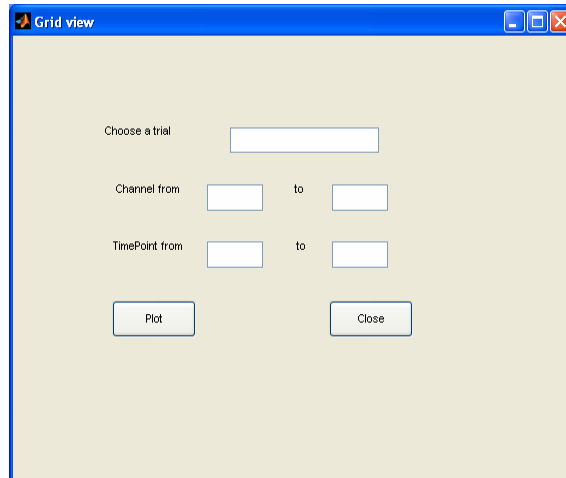 Grid view
Choose a trial
Channel from to
TimePoint from to
Plot Close